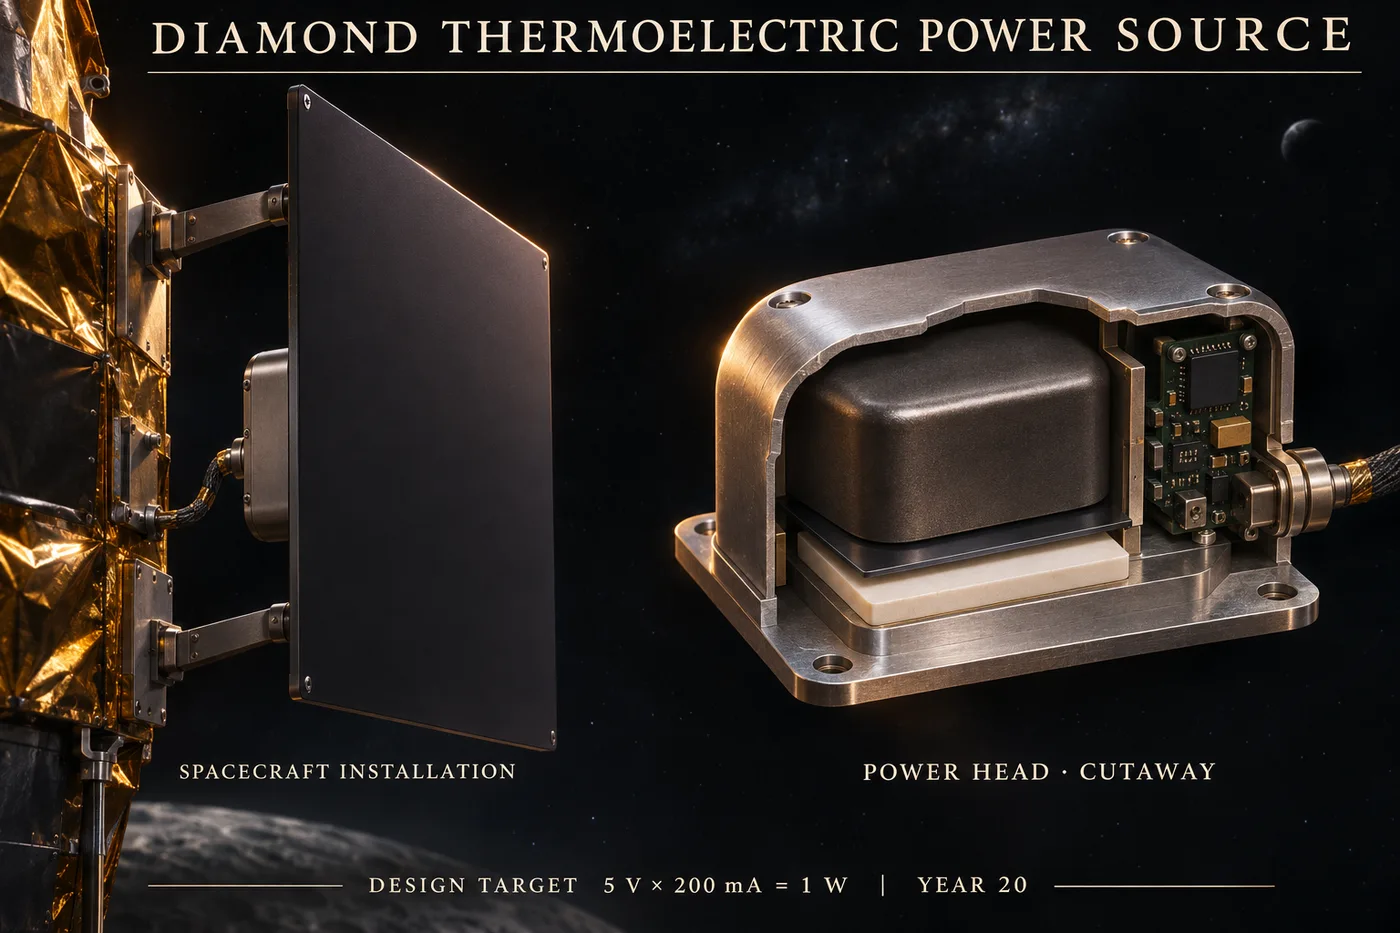 DIAMOND THERMOELECTRIC POWER SOURCE
SPACECRAFT INSTALLATION
POWER HEAD · CUTAWAY
DESIGN TARGET 5 V × 200 mA = 1 W | YEAR 20